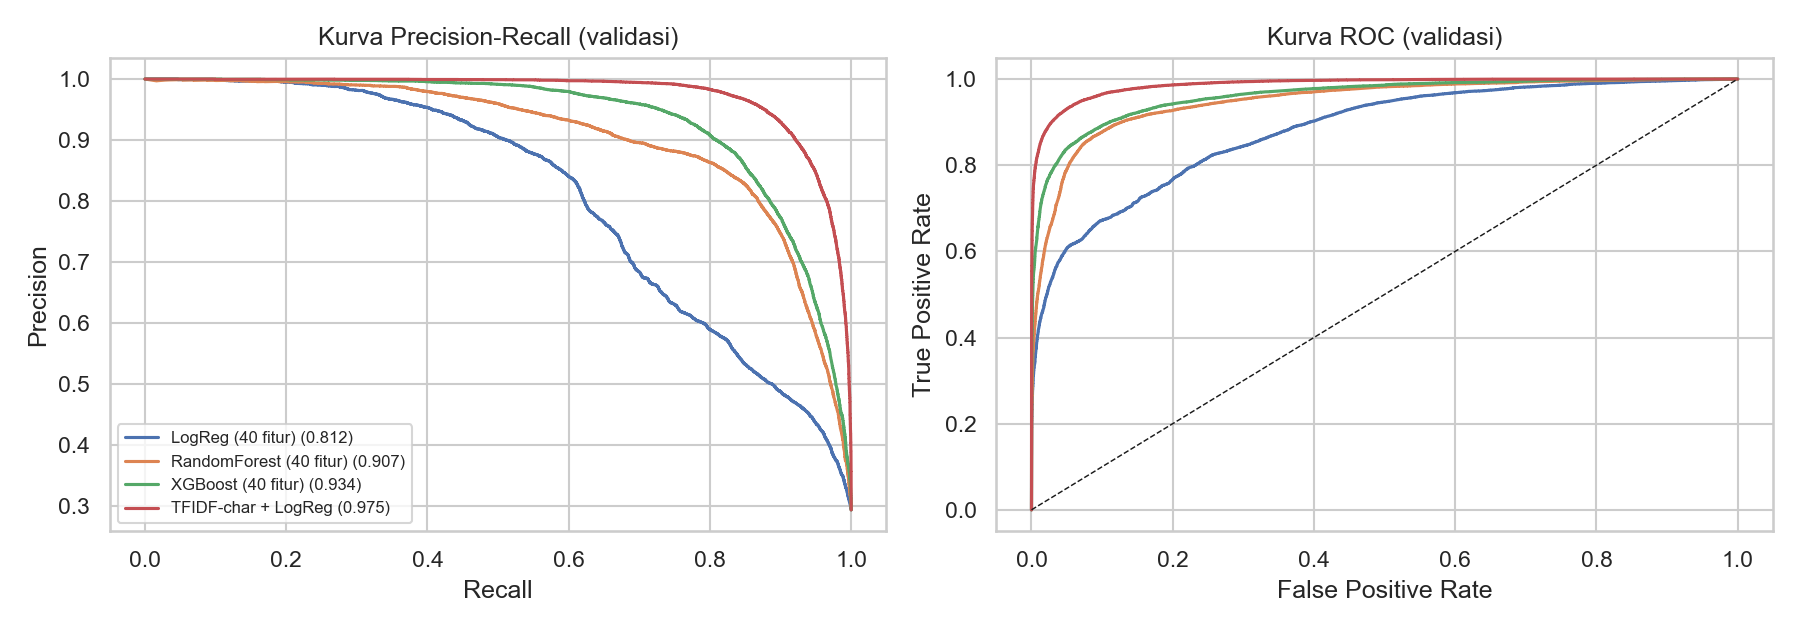 Kurva Precision-Recall (validasi)
Precision
1.0
0.9
0.8
0.7
0.6
0.5
0.4
0.3
LogReg (40 fitur) (0.812)
RandomForest (40 fitur) (0.907)
XGBoost (40 fitur) (0.934)
TFIDF-char + LogReg (0.975)
0.0 0.2 0.4 0.6 0.8 1.0
Recall
Kurva ROC (validasi)
True Positive Rate
1.0
0.8
0.6
0.4
0.2
0.0
0.0 0.2 0.4 0.6 0.8 1.0
False Positive Rate